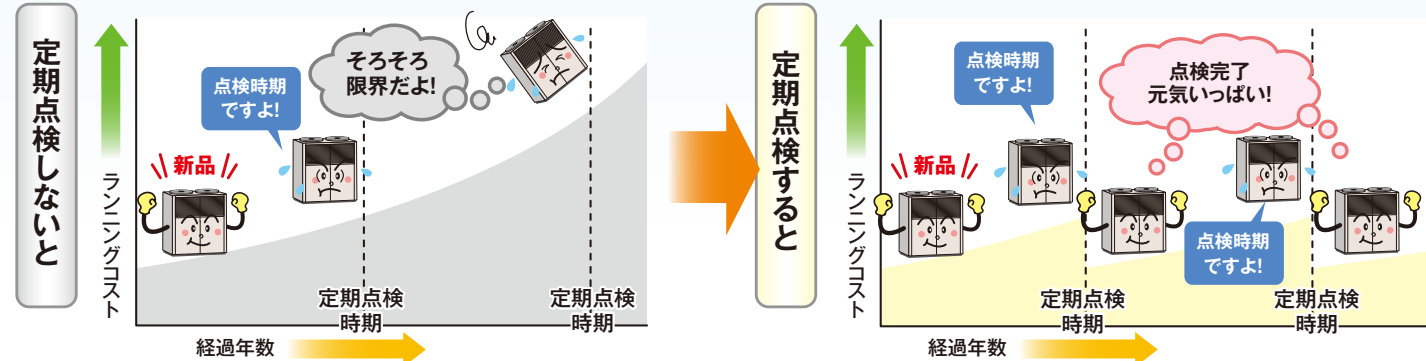 定期点検しないと
ランニングコスト
新品
点検時期
ですよ!
そろそろ
限界だよ!
定期点検
時期
定期点検
時期
経過年数
定期点検すると
ランニングコスト
新品
点検時期
ですよ!
点検完了
元気いっぱい!
点検時期
ですよ!
定期点検
時期
定期点検
時期
経過年数